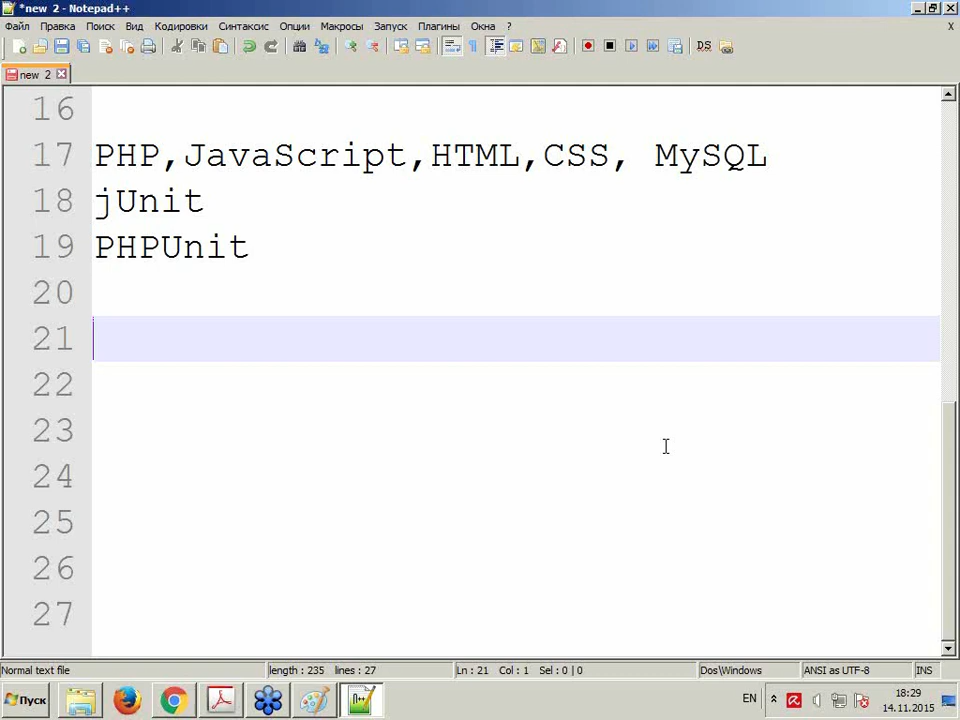 *new 2 - Notepad++
Файл Правка Поиск Вид Кодировки Синтаксис Опции Макросы Запуск Плагины Окна ? X
new 2
16
17 PHP,JavaScript,HTML,CSS, MySQL
18 jUnit
19 PHPUnit
20
21
22
23
24
25
26
27
Normal text file length : 235 lines : 27 Ln : 21 Col : 1 Sel : 0 | 0 Dos\Windows ANSI as UTF-8 INS
Пуск EN 18:29
14.11.2015